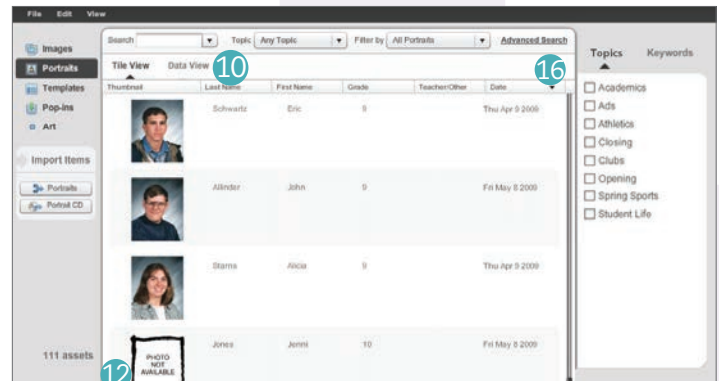 File Edit View
Search Topic Any Topic Filter by All Portraits Advanced Search
Images
Portraits
Templates
Pop-ins
Art
Import Items
Portraits
Portrait CD
111 assets
Tile View Data View 10 16
Thumbnail Last Name First Name Grade Teacher/Other Date
Schwartz Eric 9 Thu Apr 9 2009
Allinder John 9 Fri May 8 2009
Starns Alicia 9 Thu Apr 9 2009
Jones Jenni 10 Fri May 8 2009
PHOTO
NOT
AVAILABLE
12
Topics Keywords
Academics
Ads
Athletics
Closing
Clubs
Opening
Spring Sports
Student Life